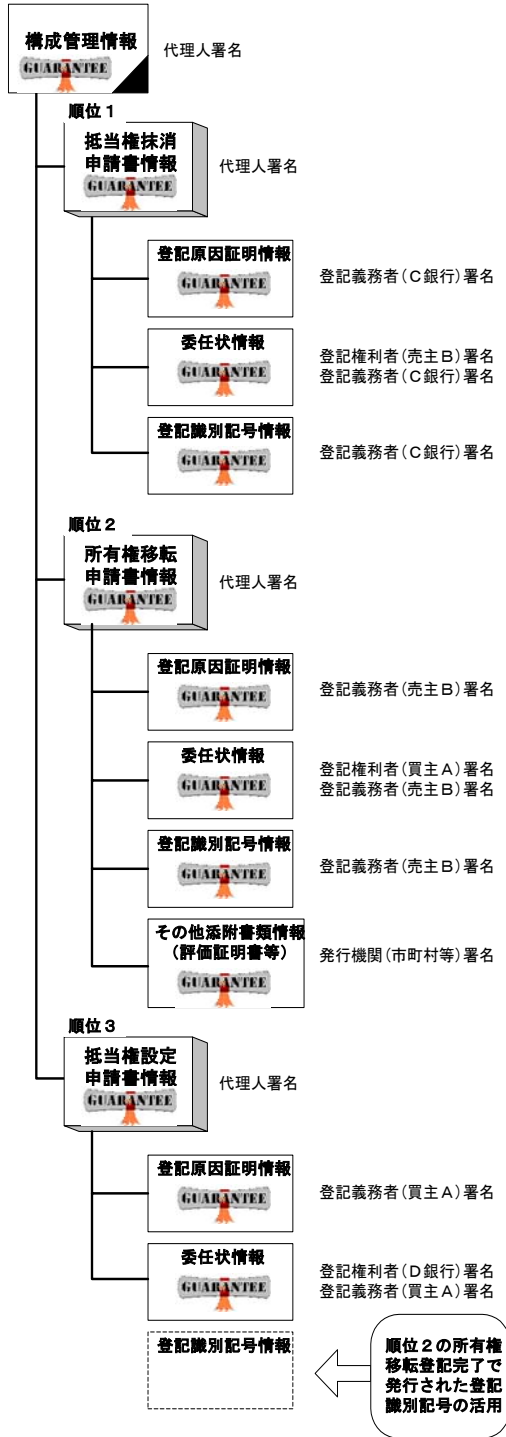 構成管理情報
GUARANTEE
代理人署名
順位1
抵当権抹消
申請書情報
GUARANTEE
代理人署名
登記原因証明情報
GUARANTEE
登記義務者(C銀行)署名
委任状情報
GUARANTEE
登記権利者(売主B)署名
登記義務者(C銀行)署名
登記識別記号情報
GUARANTEE
登記義務者(C銀行)署名
順位2
所有権移転
申請書情報
GUARANTEE
代理人署名
登記原因証明情報
GUARANTEE
登記義務者(売主B)署名
委任状情報
GUARANTEE
登記権利者(買主A)署名
登記義務者(売主B)署名
登記識別記号情報
GUARANTEE
登記義務者(売主B)署名
その他添附書類情報
(評価証明書等)
GUARANTEE
発行機関(市町村等)署名
順位3
抵当権設定
申請書情報
GUARANTEE
代理人署名
登記原因証明情報
GUARANTEE
登記義務者(買主A)署名
委任状情報
GUARANTEE
登記権利者(D銀行)署名
登記義務者(買主A)署名
登記識別記号情報
順位2の所有権
移転登記完了で
発行された登記
識別記号の活用